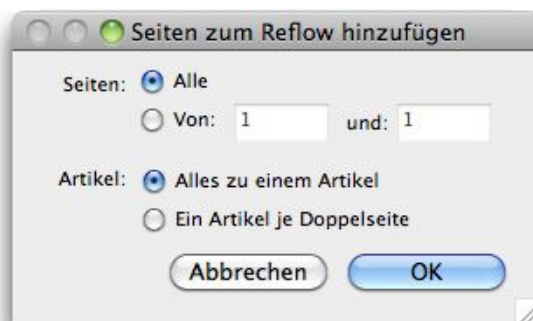 Seiten zum Reflow hinzufügen
Seiten: Alle
Von: 1 und: 1
Artikel: Alles zu einem Artikel
Ein Artikel je Doppelseite
Abbrechen OK